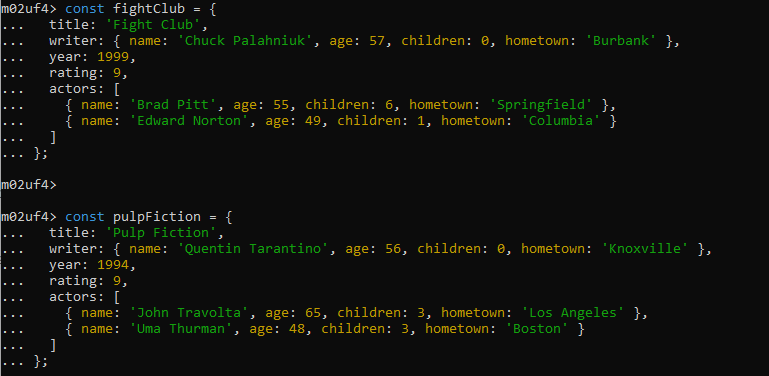 m02uf4> const fightClub = {
...   title: 'Fight Club',
...   writer: { name: 'Chuck Palahniuk', age: 57, children: 0, hometown: 'Burbank' },
...   year: 1999,
...   rating: 9,
...   actors: [
...     { name: 'Brad Pitt', age: 55, children: 6, hometown: 'Springfield' },
...     { name: 'Edward Norton', age: 49, children: 1, hometown: 'Columbia' }
...   ]
... };
m02uf4>
m02uf4> const pulpFiction = {
...   title: 'Pulp Fiction',
...   writer: { name: 'Quentin Tarantino', age: 56, children: 0, hometown: 'Knoxville' },
...   year: 1994,
...   rating: 9,
...   actors: [
...     { name: 'John Travolta', age: 65, children: 3, hometown: 'Los Angeles' },
...     { name: 'Uma Thurman', age: 48, children: 3, hometown: 'Boston' }
...   ]
... };